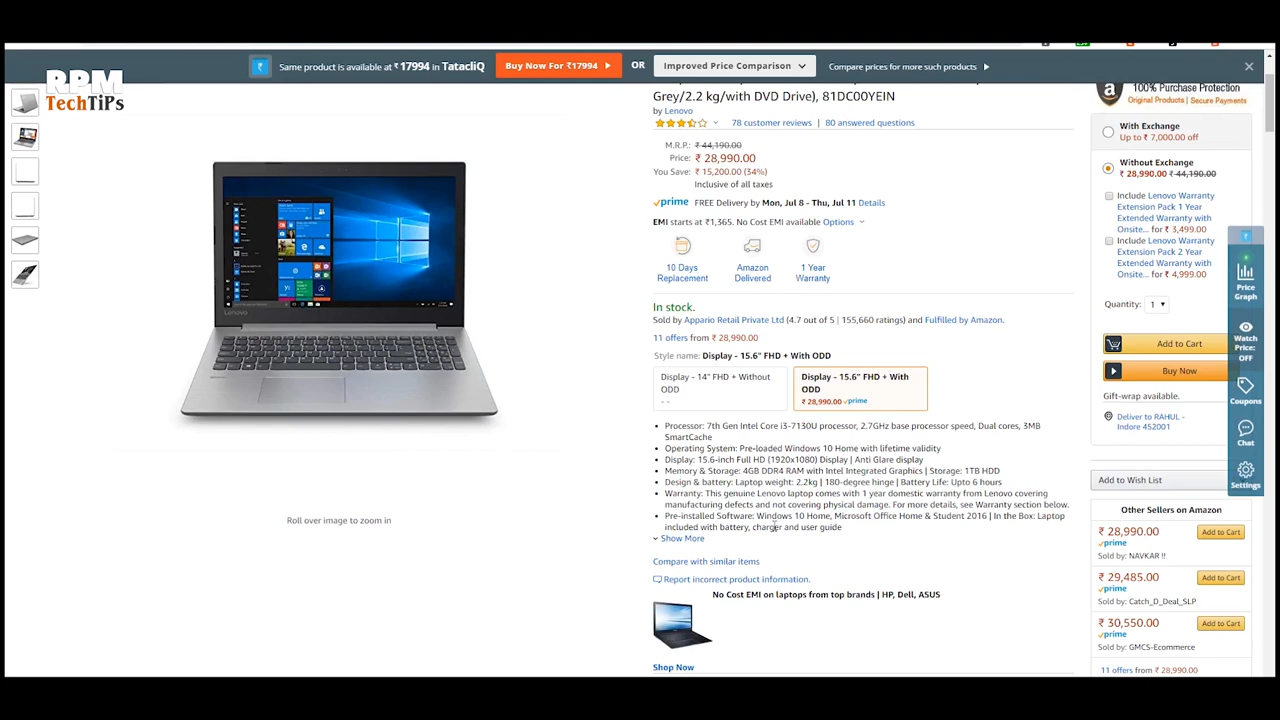 Same product is available at ₹ 17994 in TatacliQ
Buy Now For ₹17994
OR
Improved Price Comparison
Compare prices for more such products
RPM
TechTiPs
Grey/2.2 kg/with DVD Drive), 81DC00YEIN
by Lenovo
78 customer reviews | 80 answered questions
M.R.P.: ₹ 44,190.00
Price: ₹ 28,990.00
You Save: ₹ 15,200.00 (34%)
Inclusive of all taxes
prime FREE Delivery by Mon, Jul 8 - Thu, Jul 11 Details
EMI starts at ₹1,365. No Cost EMI available Options
10 Days
Replacement
Amazon
Delivered
1 Year
Warranty
In stock.
Sold by Appario Retail Private Ltd (4.7 out of 5 | 155,660 ratings) and Fulfilled by Amazon.
11 offers from ₹ 28,990.00
Style name: Display - 15.6" FHD + With ODD
Display - 14" FHD + Without
ODD
- -
Display - 15.6" FHD + With
ODD
₹ 28,990.00 prime
Processor: 7th Gen Intel Core i3-7130U processor, 2.7GHz base processor speed, Dual cores, 3MB
SmartCache
Operating System: Pre-loaded Windows 10 Home with lifetime validity
Display: 15.6-inch Full HD (1920x1080) Display | Anti Glare display
Memory & Storage: 4GB DDR4 RAM with Intel Integrated Graphics | Storage: 1TB HDD
Design & battery: Laptop weight: 2.2kg | 180-degree hinge | Battery Life: Upto 6 hours
Warranty: This genuine Lenovo laptop comes with 1 year domestic warranty from Lenovo covering
manufacturing defects and not covering physical damage. For more details, see Warranty section below.
Pre-installed Software: Windows 10 Home, Microsoft Office Home & Student 2016 | In the Box: Laptop
included with battery, charger and user guide
Show More
Compare with similar items
Report incorrect product information.
No Cost EMI on laptops from top brands | HP, Dell, ASUS
Shop Now
Lenovo
Roll over image to zoom in
a
100% Purchase Protection
Original Products | Secure Payments
With Exchange
Up to ₹ 7,000.00 off
Without Exchange
₹ 28,990.00 ₹ 44,190.00
Include Lenovo Warranty
Extension Pack 1 Year
Extended Warranty with
Onsite... for ₹ 3,499.00
Include Lenovo Warranty
Extension Pack 2 Year
Extended Warranty with
Onsite... for ₹ 4,999.00
Quantity: 1
Add to Cart
Buy Now
Gift-wrap available.
Deliver to RAHUL -
Indore 452001
Add to Wish List
Other Sellers on Amazon
₹ 28,990.00
Add to Cart
prime
Sold by: NAVKAR !!
₹ 29,485.00
Add to Cart
prime
Sold by: Catch_D_Deal_SLP
₹ 30,550.00
Add to Cart
prime
Sold by: GMCS-Ecommerce
11 offers from ₹ 28,990.00
₹
Price
Graph
Watch
Price:
OFF
Coupons
Chat
Settings